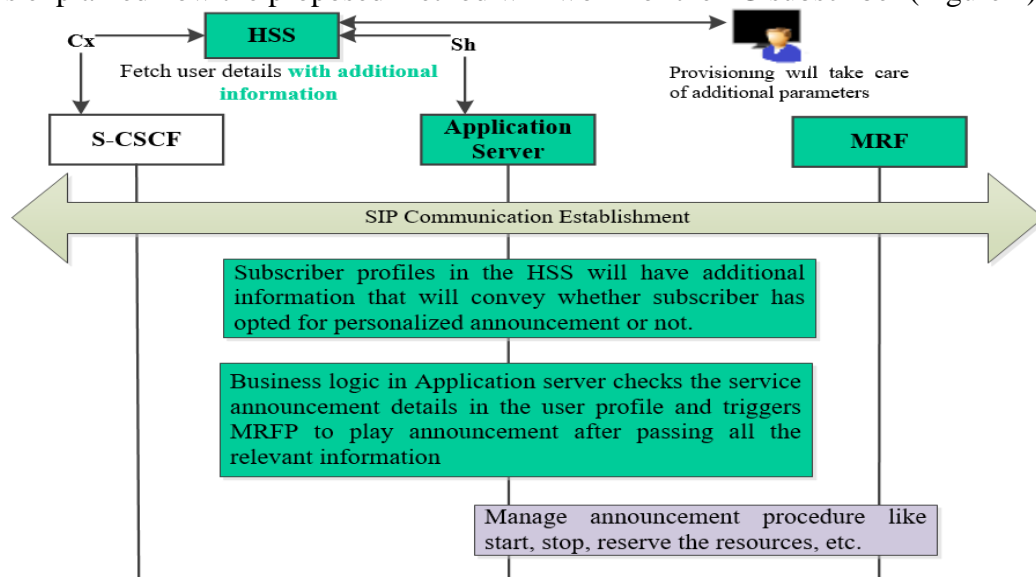 HSS
Cx
Sh
Fetch user details with additional
information
Provisioning will take care
of additional parameters
S-CSCF
Application
Server
MRF
SIP Communication Establishment
Subscriber profiles in the HSS will have additional
information that will convey whether subscriber has
opted for personalized announcement or not.
Business logic in Application server checks the service
announcement details in the user profile and triggers
MRFP to play announcement after passing all the
relevant information
Manage announcement procedure like
start, stop, reserve the resources, etc.